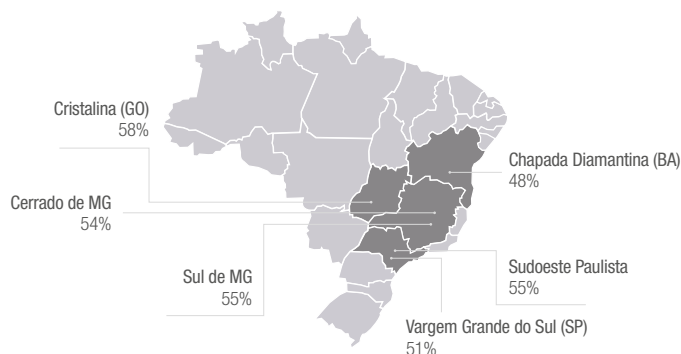 Cristalina (GO)
58%
Chapada Diamantina (BA)
48%
Cerrado de MG
54%
Sul de MG
55%
Sudoeste Paulista
55%
Vargem Grande do Sul (SP)
51%